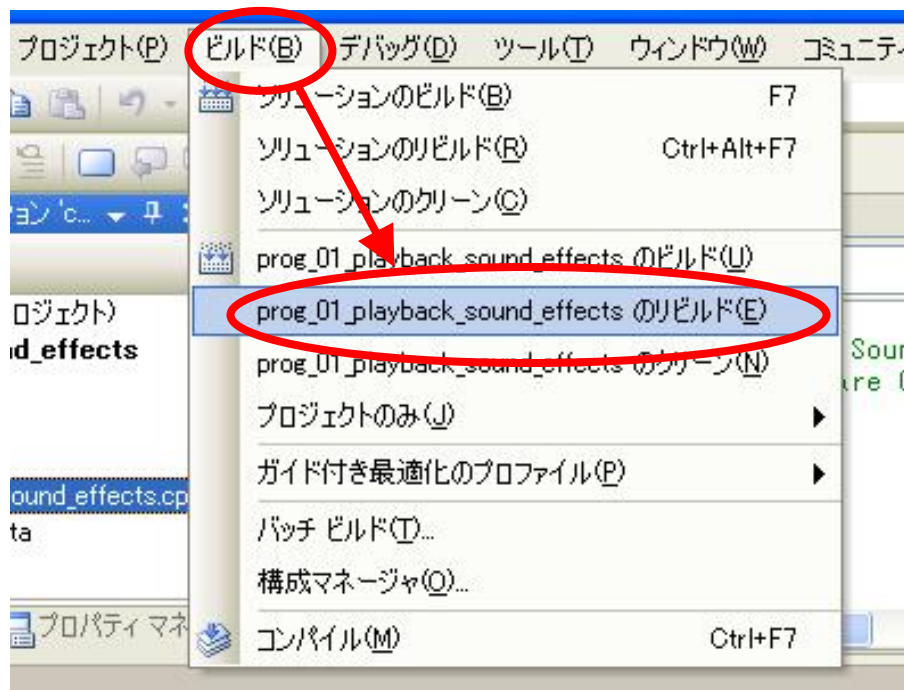 プロジェクト(P) ビルド(B) デバッグ(D) ツール(T) ウィンドウ(W) コミュニティ
ソリューションのビルド(B) F7
ソリューションのリビルド(R) Ctrl+Alt+F7
ソリューションのクリーン(C)
ョン 'c...
prog_01_playback_sound_effects のビルド(U)
prog_01_playback_sound_effects のリビルド(E)
ロジェクト)
d_effects
Soun
prog_01_playback_sound_effects のクリーン(N)
re
プロジェクトのみ(J)
ガイド付き最適化のプロファイル(P)
ound_effects.cp
バッチ ビルド(T)...
ta
構成マネージャ(O)...
プロパティ マネ
コンパイル(M) Ctrl+F7